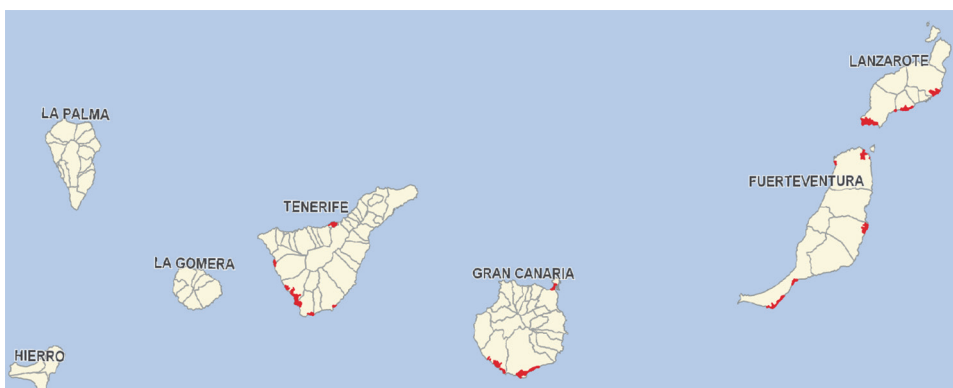 LANZAROTE
LA PALMA
FUERTEVENTURA
TENERIFE
LA GOMERA
GRAN CANARIA
HIERRO